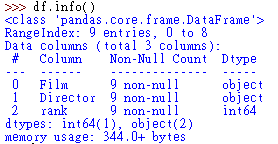 >>> df.info()
<class 'pandas.core.frame.DataFrame'>
RangeIndex: 9 entries, 0 to 8
Data columns (total 3 columns):
 #   Column    Non-Null Count  Dtype
---  ------    --------------  -----
 0   Film      9 non-null      object
 1   Director  9 non-null      object
 2   rank      9 non-null      int64
dtypes: int64(1), object(2)
memory usage: 344.0+ bytes